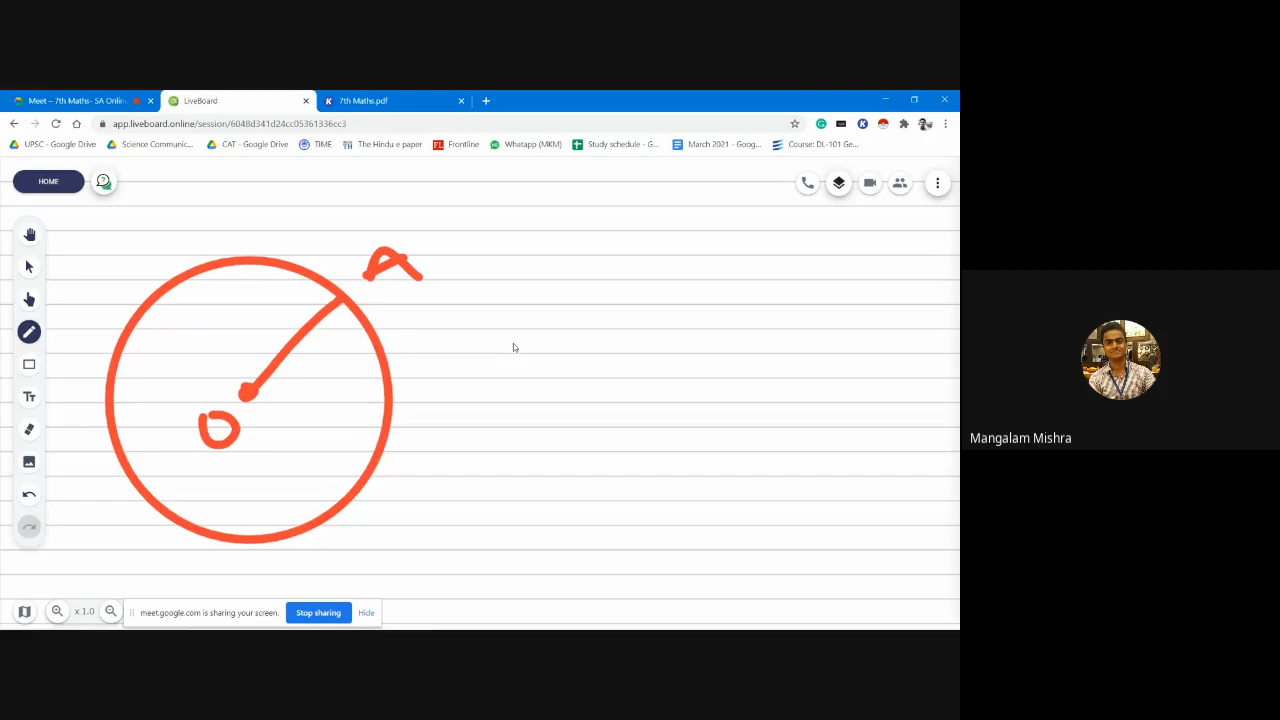 Meet – 7th Maths- SA Onlin
LiveBoard
7th Maths.pdf
app.liveboard.online/session/6048d341d24cc05361336cc3
UPSC - Google Drive
Science Communic...
CAT - Google Drive
TIME
The Hindu e paper
FL Frontline
Whatapp (MKM)
Study schedule - G...
March 2021 - Goog...
Course: DL-101 Ge...
HOME
A
O
Tт
Mangalam Mishra
x 1.0
meet.google.com is sharing your screen.
Stop sharing
Hide